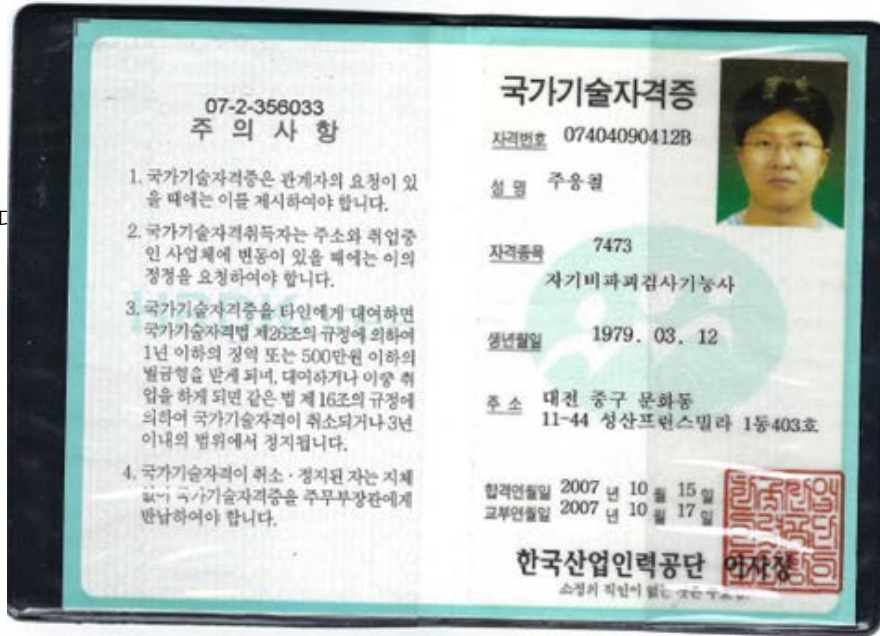 07-2-356033
주 의 사 항
1. 국가기술자격증은 관계자의 요청이 있
을 때에는 이를 제시하여야 합니다.
2. 국가기술자격취득자는 주소와 취업중
인 사업체에 변동이 있을 때에는 이의
정정을 요청하여야 합니다.
3. 국가기술자격증을 타인에게 대여하면
국가기술자격법 제26조의 규정에 의하여
1년 이하의 징역 또는 500만원 이하의
벌금형을 받게 되며, 대여하거나 이중 취
업을 하게 되면 같은 법 제16조의 규정에
의하여 국가기술자격이 취소되거나 3년
이내의 범위에서 정지됩니다.
4. 국가기술자격이 취소·정지된 자는 지체
없이 국가기술자격증을 주무부장관에게
반납하여야 합니다.
국가기술자격증
자격번호 07404090412B
성 명 주웅철
자격종목 7473
자기비파괴검사기능사
생년월일 1979. 03. 12
주 소 대전 중구 문화동
11-44 성산프린스빌라 1동403호
합격연월일 2007 년 10 월 15 일
교부연월일 2007 년 10 월 17 일
한국산업인력공단 이사장
소정의 직인이 없는 것은